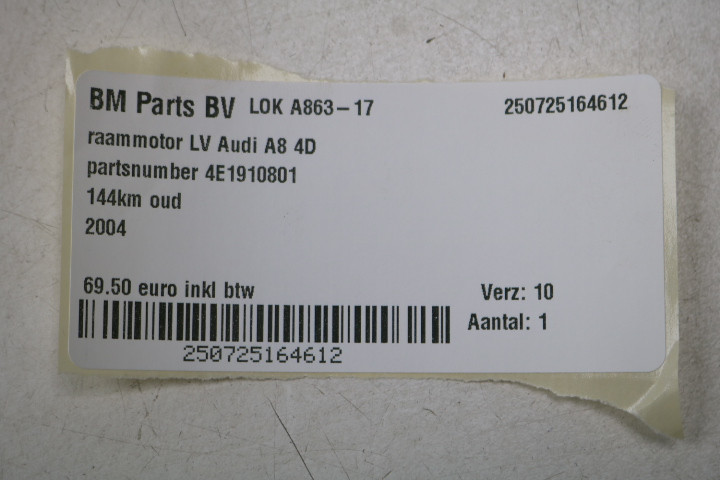 BM Parts BV LOK A863-17 250725164612
raammotor LV Audi A8 4D
partsnumber 4E1910801
144km oud
2004
69.50 euro inkl btw Verz: 10
Aantal: 1
250725164612